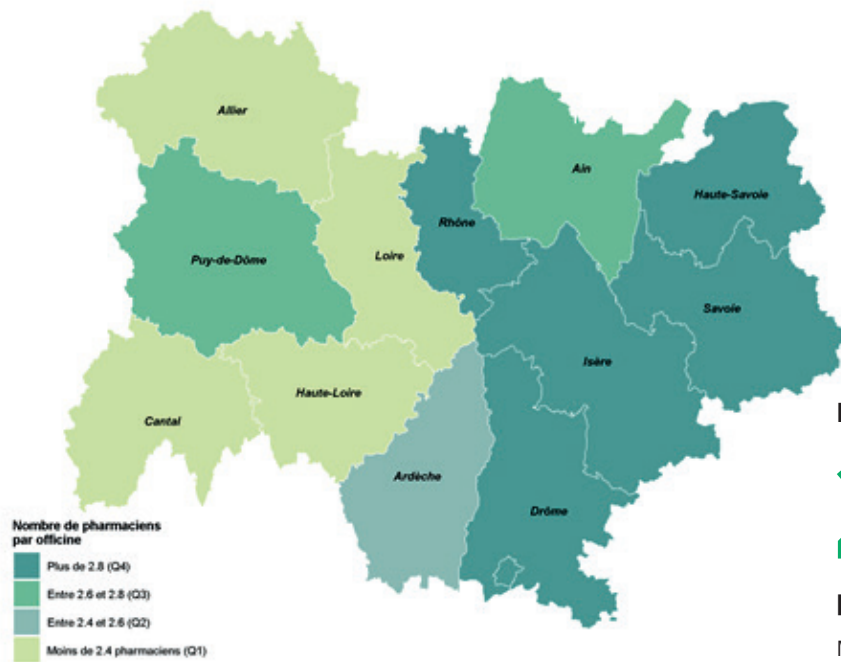 Allier
Ain
Haute-Savoie
Rhône
Puy-de-Dôme
Loire
Savoie
Isère
Haute-Loire
Cantal
Ardèche
Drôme
Nombre de pharmaciens
par officine
Plus de 2.8 (Q4)
Entre 2.6 et 2.8 (Q3)
Entre 2.4 et 2.6 (Q2)
Moins de 2.4 pharmaciens (Q1)